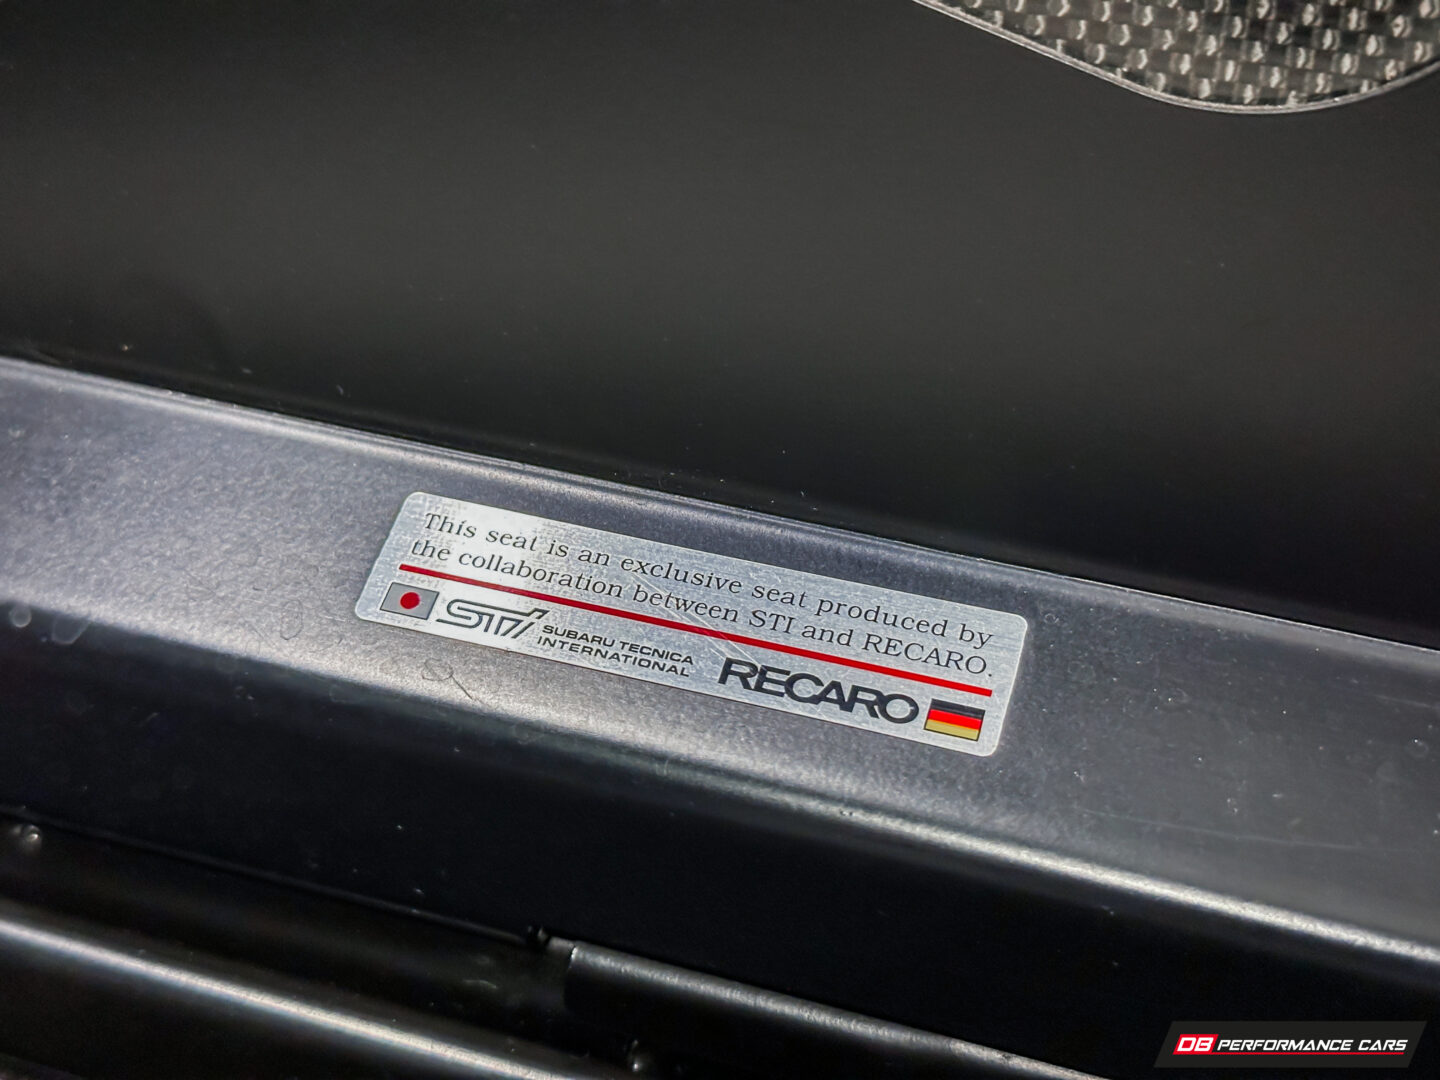 This seat is an exclusive seat produced by
the collaboration between STI and RECARO.
STI SUBARU TECNICA
INTERNATIONAL
RECARO
DB PERFORMANCE CARS